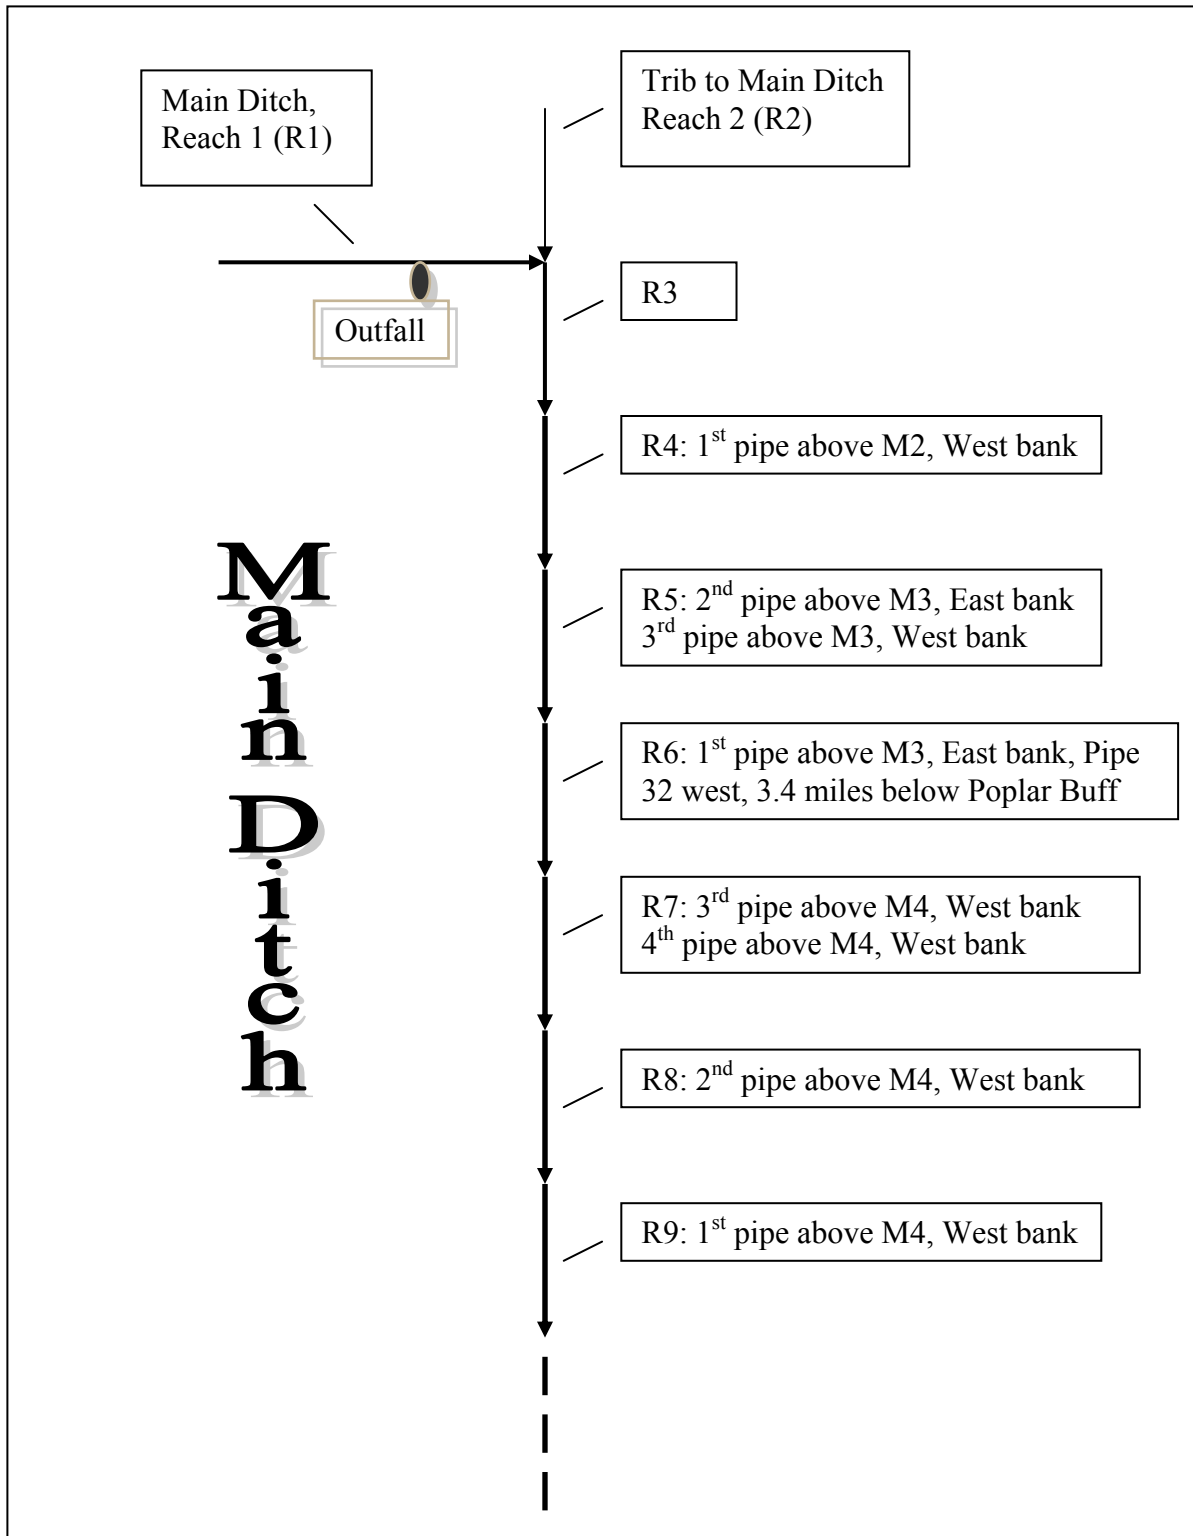 Main Ditch,
Reach 1 (R1)
Trib to Main Ditch
Reach 2 (R2)
Outfall
R3
R4: 1st pipe above M2, West bank
Main Ditch
R5: 2nd pipe above M3, East bank
3rd pipe above M3, West bank
R6: 1st pipe above M3, East bank, Pipe
32 west, 3.4 miles below Poplar Buff
R7: 3rd pipe above M4, West bank
4th pipe above M4, West bank
R8: 2nd pipe above M4, West bank
R9: 1st pipe above M4, West bank